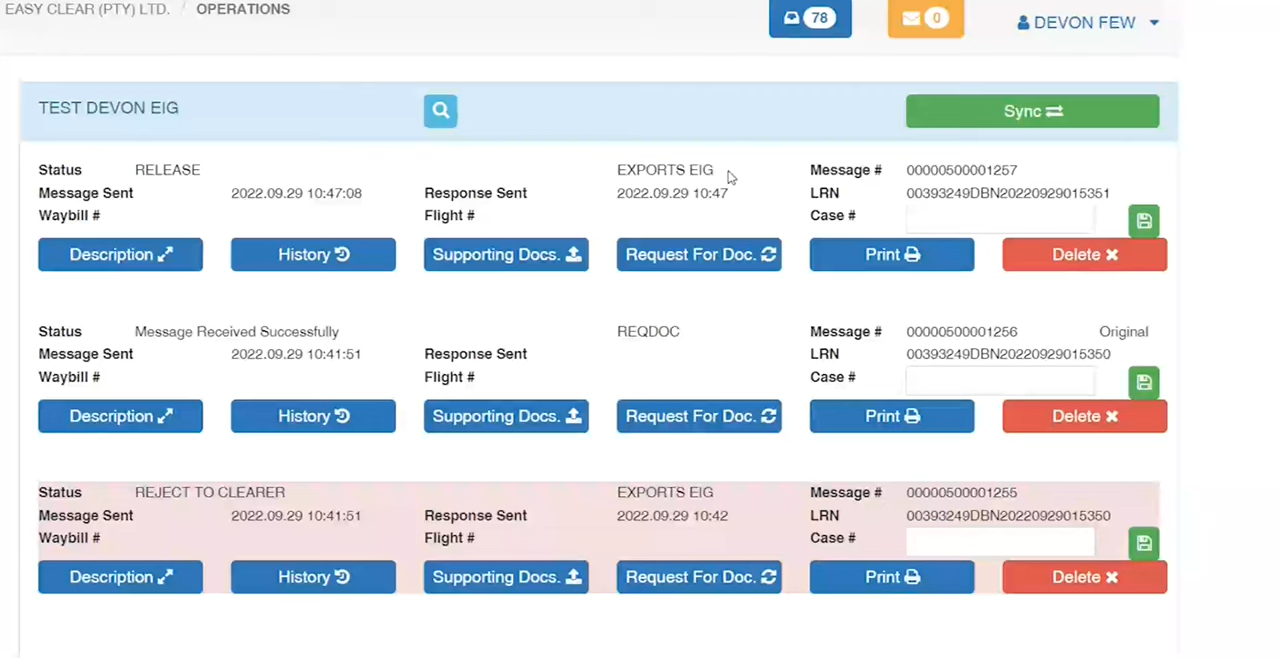 EASY CLEAR (PTY) LTD. / OPERATIONS 78 0 DEVON FEW
TEST DEVON EIG Sync
Status RELEASE EXPORTS EIG Message # 00000500001257
Message Sent 2022.09.29 10:47:08 Response Sent 2022.09.29 10:47 LRN 00393249DBN20220929015351
Waybill # Flight # Case #
Description History Supporting Docs. Request For Doc. Print Delete
Status Message Received Successfully REQDOC Message # 00000500001256 Original
Message Sent 2022.09.29 10:41:51 Response Sent LRN 00393249DBN20220929015350
Waybill # Flight # Case #
Description History Supporting Docs. Request For Doc. Print Delete
Status REJECT TO CLEARER EXPORTS EIG Message # 00000500001255
Message Sent 2022.09.29 10:41:51 Response Sent 2022.09.29 10:42 LRN 00393249DBN20220929015350
Waybill # Flight # Case #
Description History Supporting Docs. Request For Doc. Print Delete